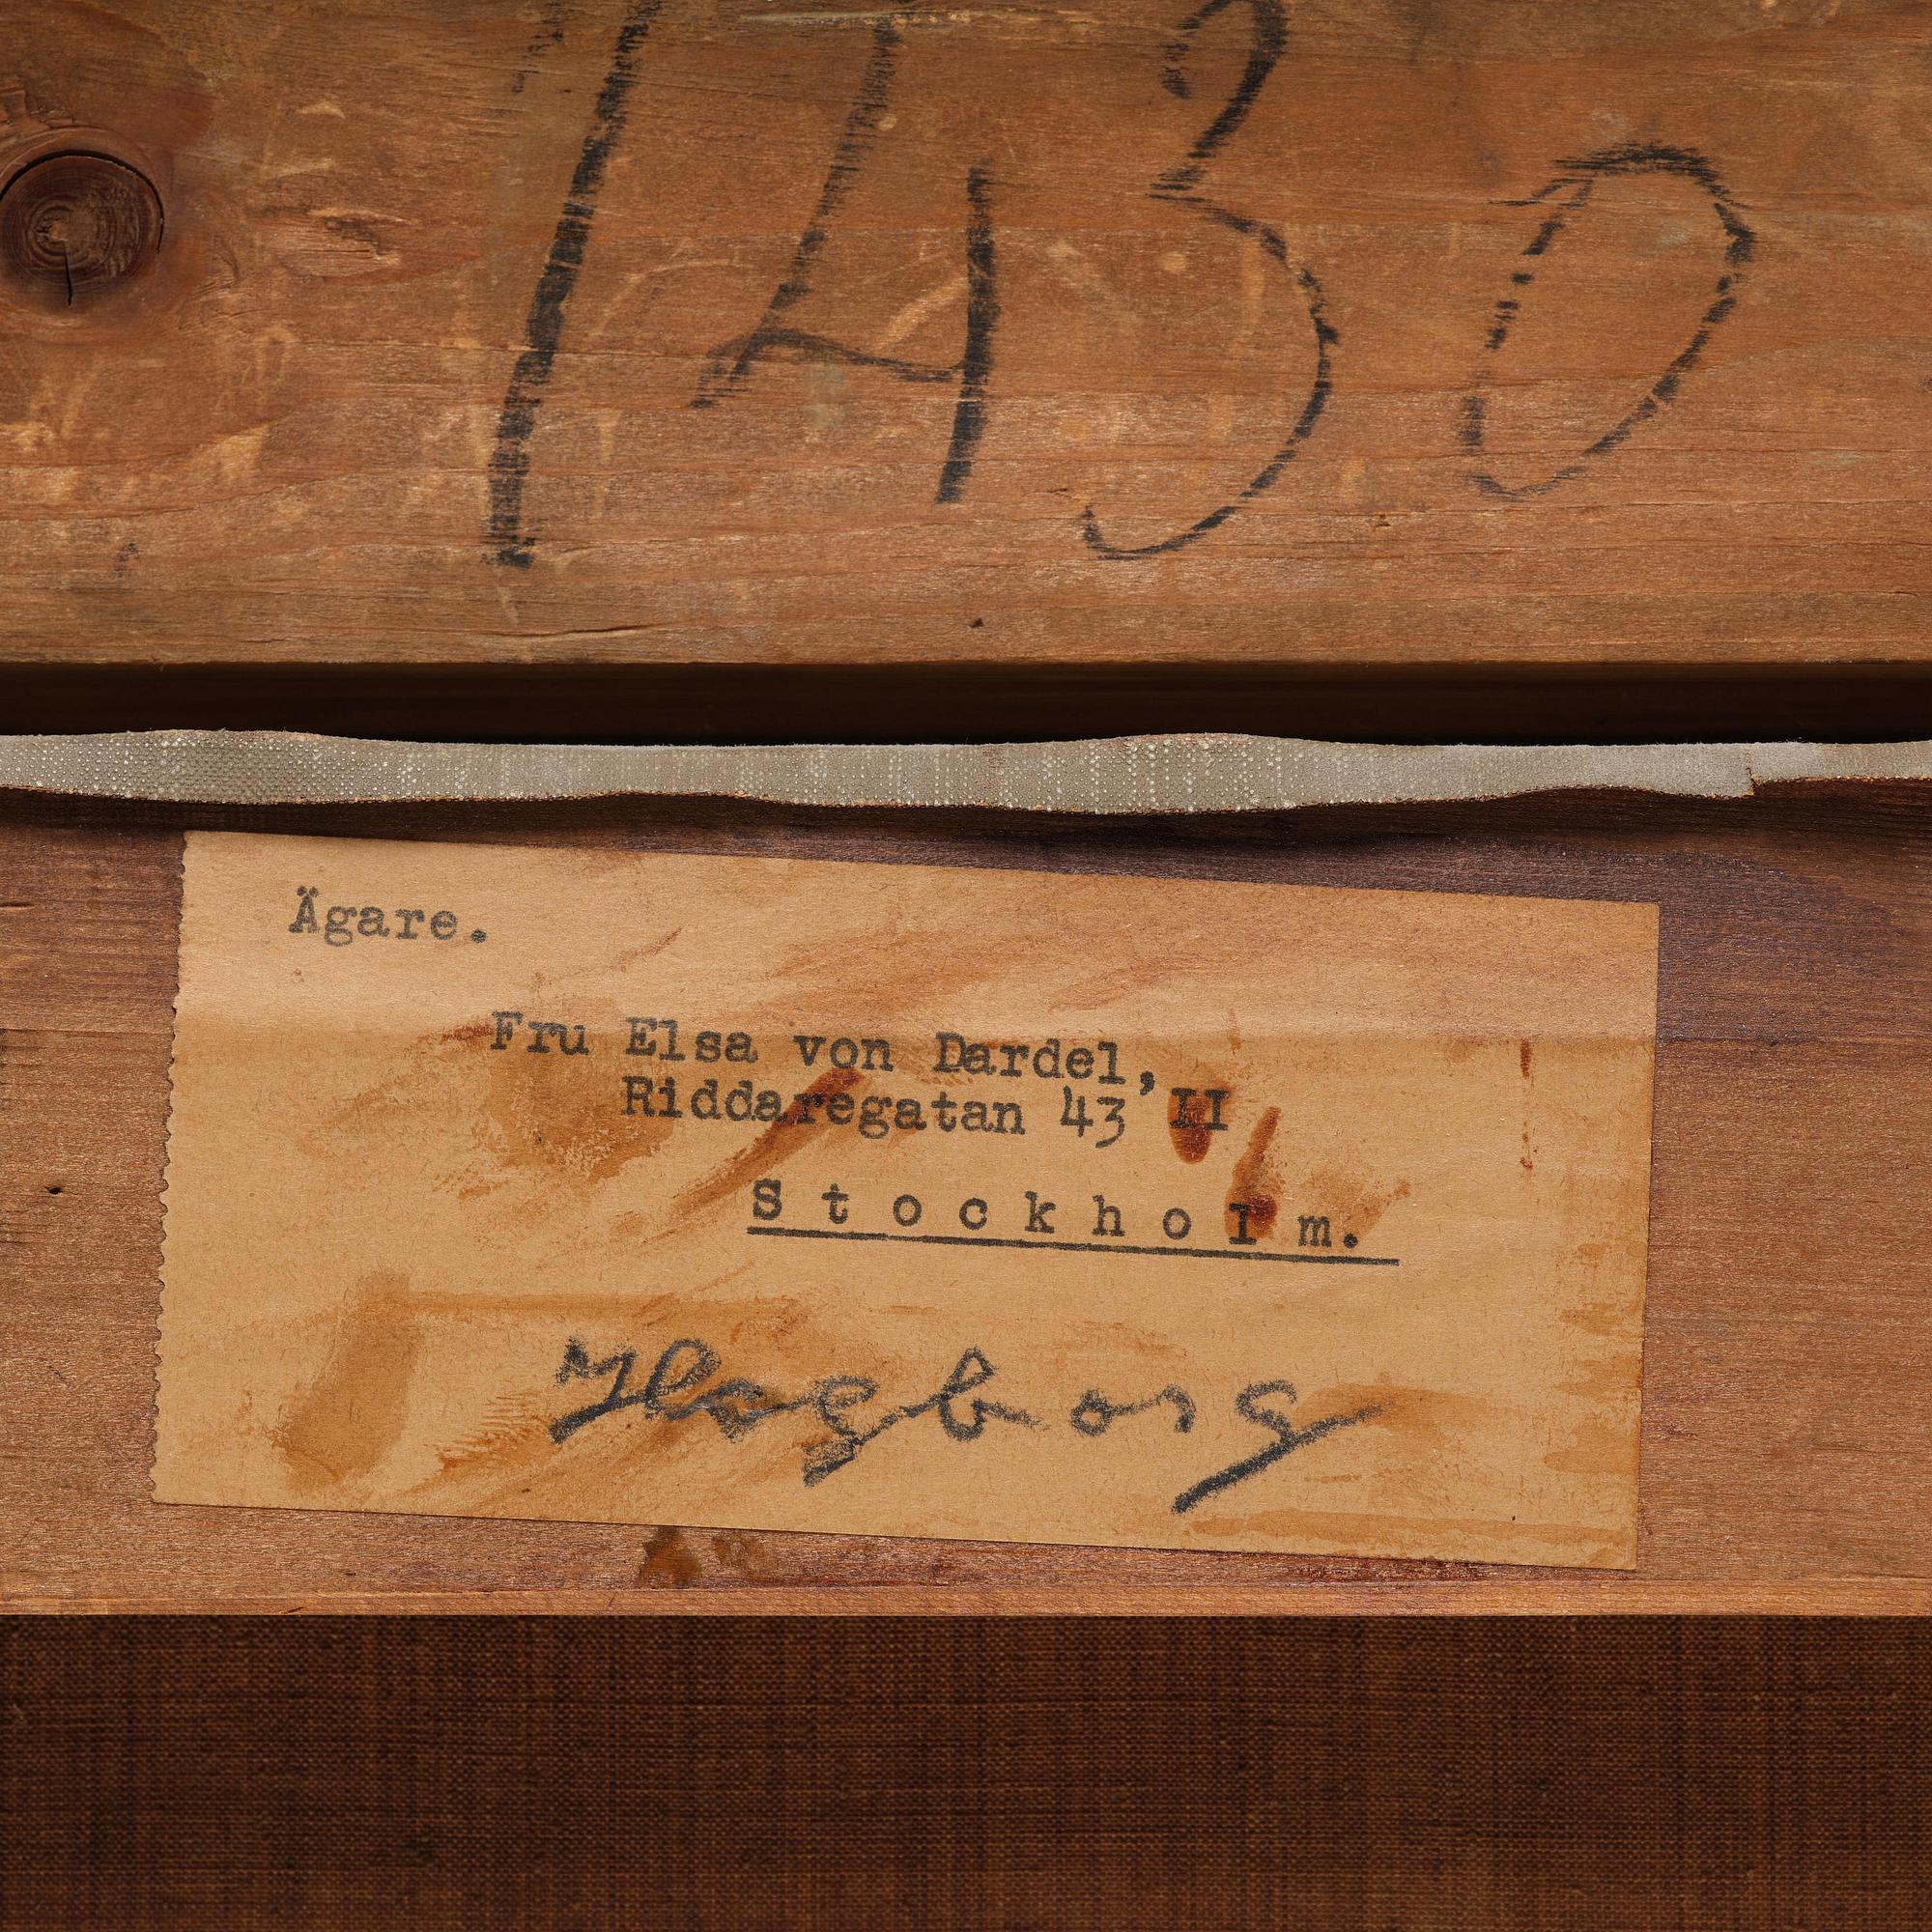 1430
Ägare.
Fru Elsa von Dardel,
Riddaregatan 43 II
Stockholm.
Hagborg